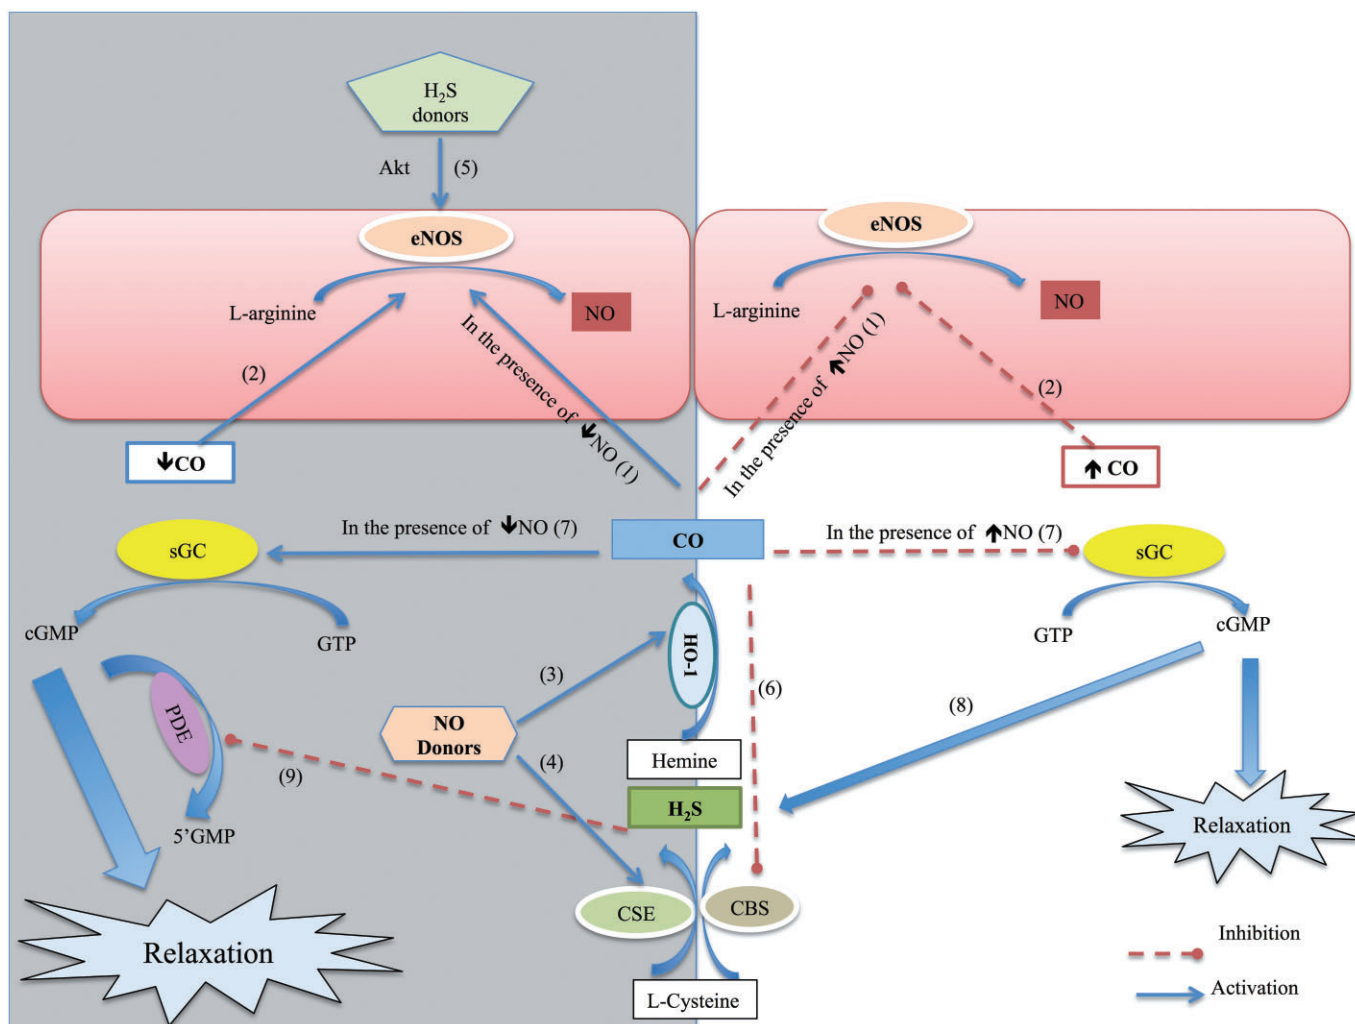 H₂S
donors
Akt
(5)
eNOS
L-arginine
NO
(2)
In the presence of ↓NO (1)
↓CO
eNOS
L-arginine
NO
In the presence of ↑NO (1)
(2)
↑ CO
In the presence of ↓NO (7)
CO
In the presence of ↑NO (7)
sGC
sGC
cGMP
GTP
GTP
cGMP
HO-1
(3)
(6)
PDE
NO
Donors
(8)
(4)
Hemine
(9)
H₂S
5'GMP
Relaxation
CSE
CBS
Relaxation
L-Cysteine
Inhibition
Activation